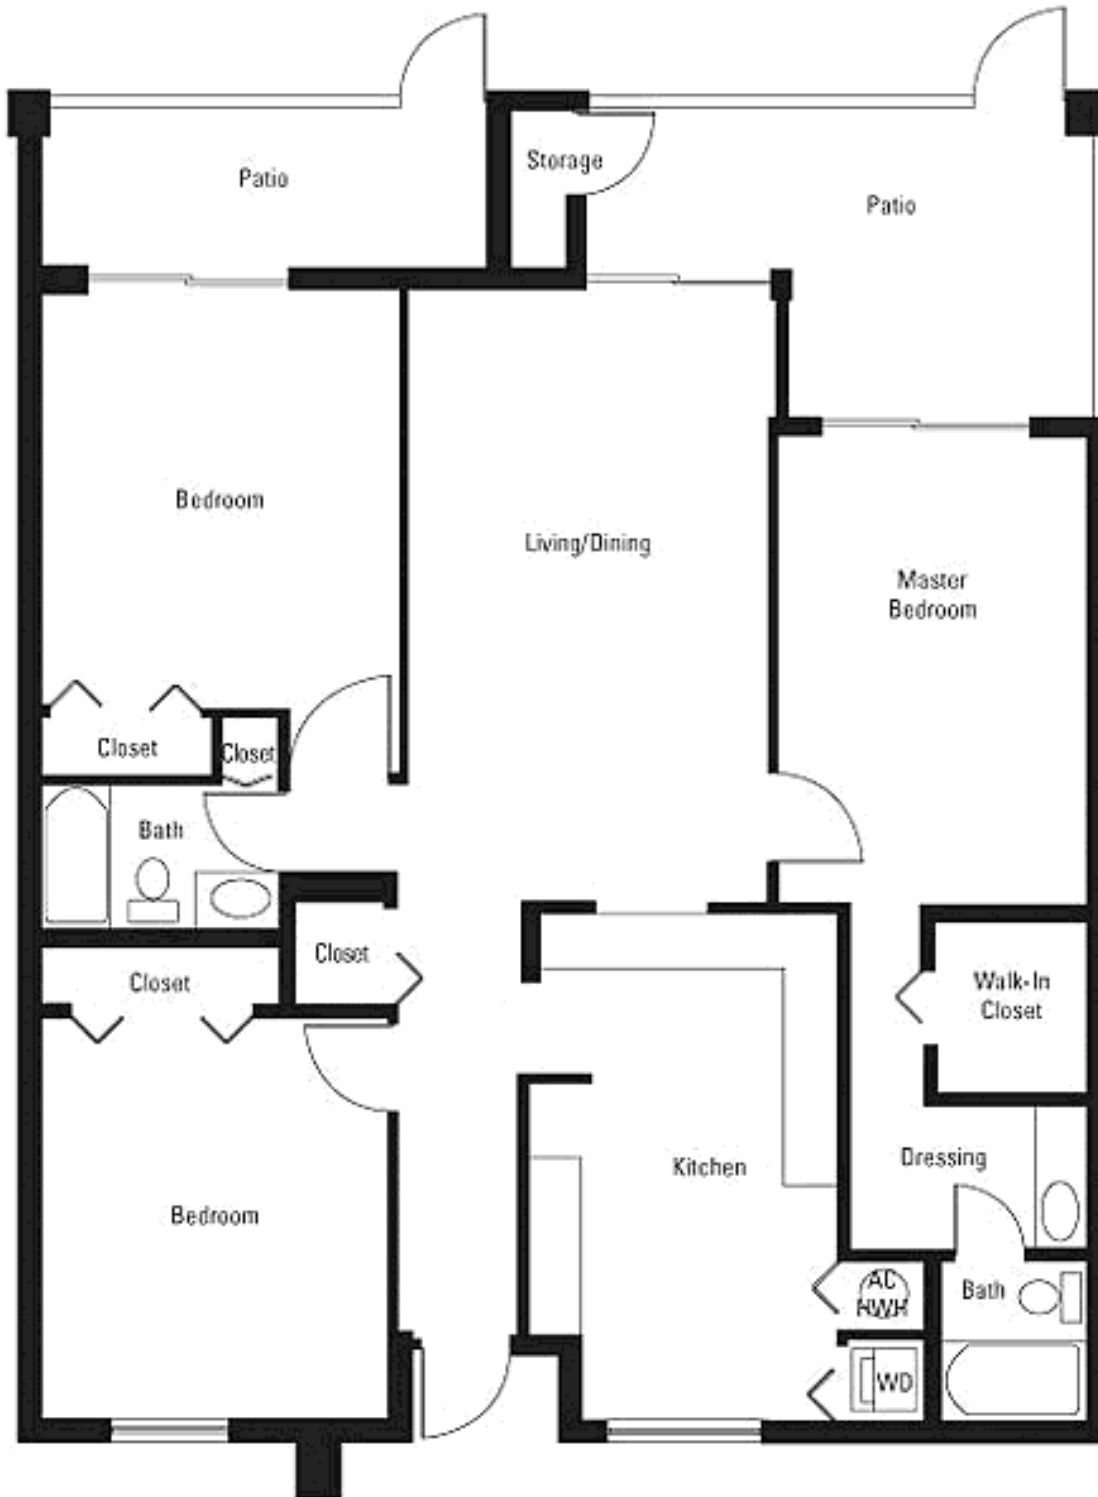 Patio
Storage
Patio
Bedroom
Living/Dining
Master
Bedroom
Closet
Closet
Bath
Closet
Closet
Walk-In
Closet
Kitchen
Dressing
Bedroom
AC
HWH
Bath
WD